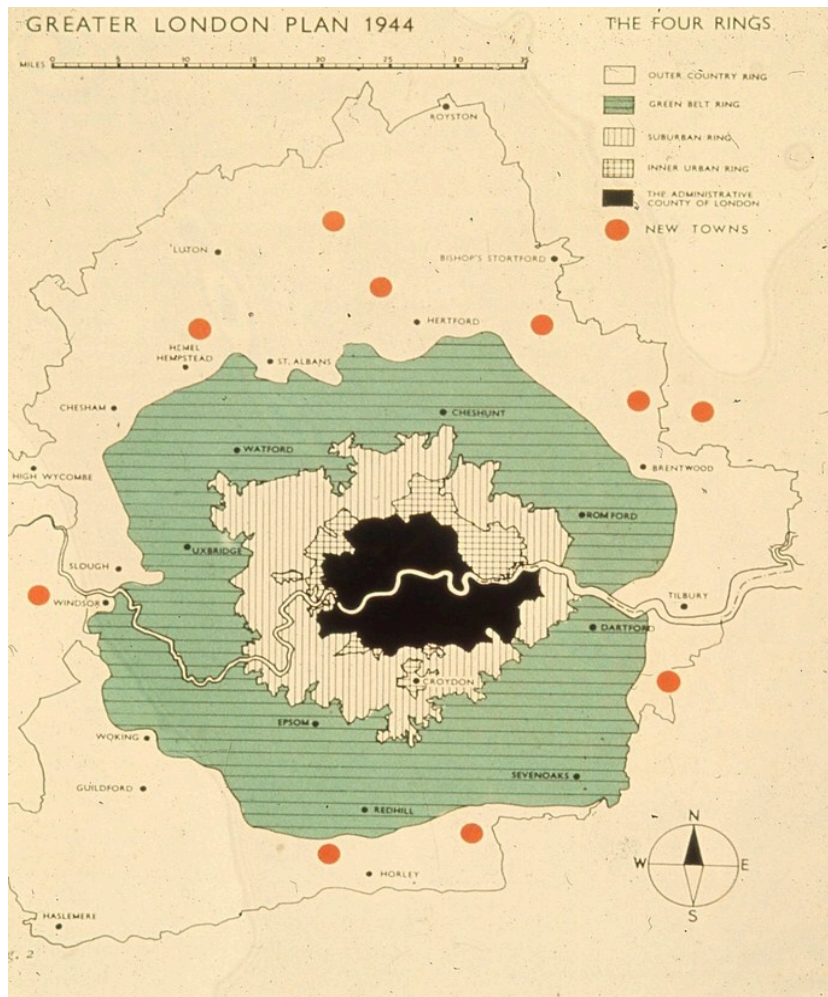 GREATER LONDON PLAN 1944
THE FOUR RINGS
MILES 0 5 10 15 20 25 30 35
OUTER COUNTRY RING
GREEN BELT RING
SUBURBAN RING
INNER URBAN RING
THE ADMINISTRATIVE
COUNTY OF LONDON
NEW TOWNS
ROYSTON
LUTON
BISHOP'S STORTFORD
HERTFORD
HEMEL
HEMPSTEAD
ST. ALBANS
CHESHAM
CHESHUNT
WATFORD
BRENTWOOD
HIGH WYCOMBE
ROMFORD
UXBRIDGE
SLOUGH
WINDSOR
TILBURY
DARTFORD
CROYDON
EPSOM
WOKING
SEVENOAKS
GUILDFORD
REDHILL
N
W E
S
HORLEY
HASLEMERE
g. 2